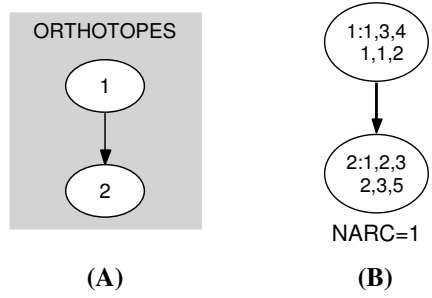 ORTHOTOPES
1
2
(A)
1:1,3,4
1,1,2
2:1,2,3
2,3,5
NARC=1
(B)